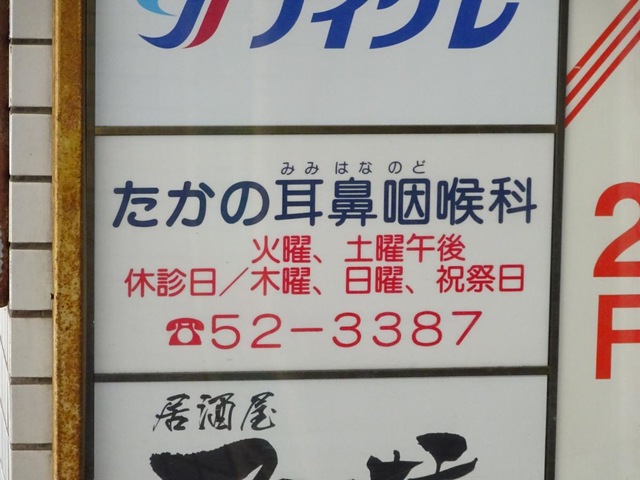 みみはなのど
たかの耳鼻咽喉科
火曜、土曜午後
休診日／木曜、日曜、祝祭日
☎52-3387
2
F
居酒屋